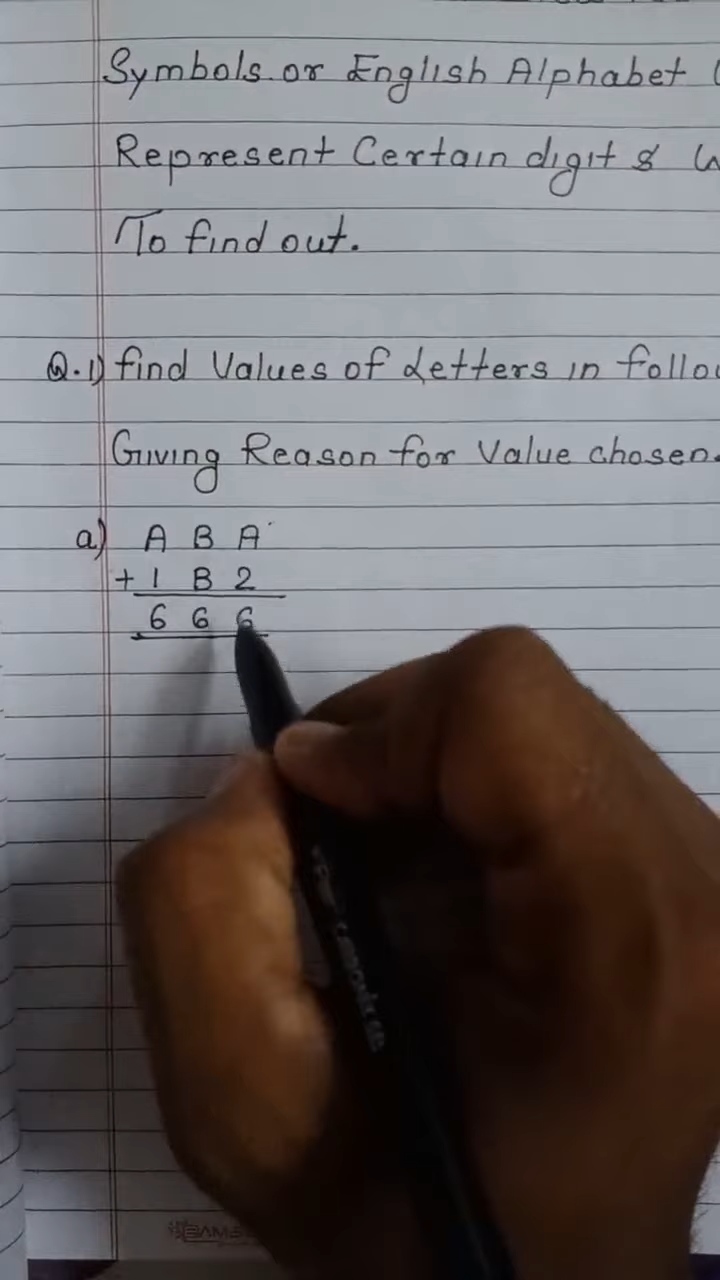 Symbols or English Alphabet
Represent Certain digits
To find out.
Q.1) find Values of Letters in follo
Giving Reason for Value chosen.
a) A B A
+ 1 B 2
6 6 6